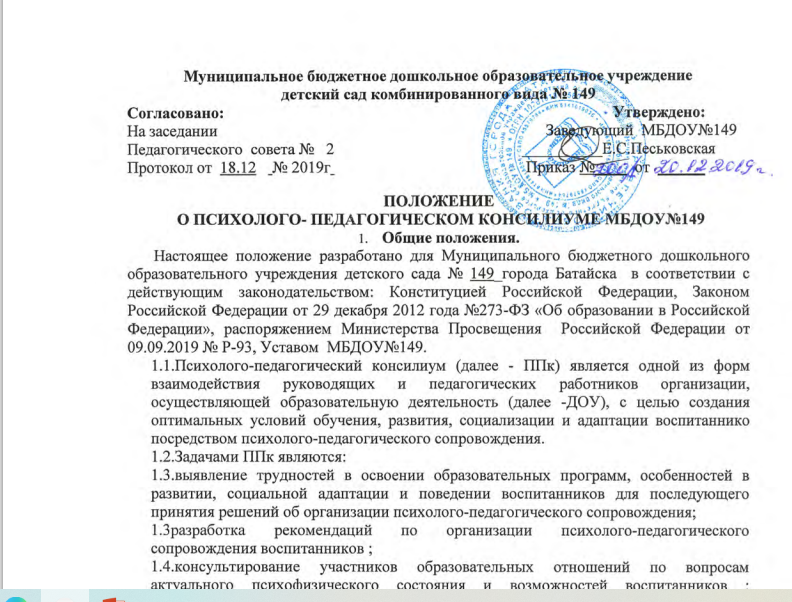 Муниципальное бюджетное дошкольное образовательное учреждение
детский сад комбинированного вида № 149
Согласовано: Утверждено:
На заседании Заведующий МБДОУ№149
Педагогического совета № 2 Е.С.Песьковская
Протокол от 18.12 _№ 2019г_ Приказ № от 20.12.2019г.
ПОЛОЖЕНИЕ
О ПСИХОЛОГО- ПЕДАГОГИЧЕСКОМ КОНСИЛИУМЕ МБДОУ№149
1. Общие положения.
Настоящее положение разработано для Муниципального бюджетного дошкольного
образовательного учреждения детского сада № 149 города Батайска в соответствии с
действующим законодательством: Конституцией Российской Федерации, Законом
Российской Федерации от 29 декабря 2012 года №273-ФЗ «Об образовании в Российской
Федерации», распоряжением Министерства Просвещения Российской Федерации от
09.09.2019 № Р-93, Уставом МБДОУ№149.
1.1.Психолого-педагогический консилиум (далее - ППк) является одной из форм
взаимодействия руководящих и педагогических работников организации,
осуществляющей образовательную деятельность (далее -ДОУ), с целью создания
оптимальных условий обучения, развития, социализации и адаптации воспитаннико
посредством психолого-педагогического сопровождения.
1.2.Задачами ППк являются:
1.3.выявление трудностей в освоении образовательных программ, особенностей в
развитии, социальной адаптации и поведении воспитанников для последующего
принятия решений об организации психолого-педагогического сопровождения;
1.3разработка рекомендаций по организации психолого-педагогического
сопровождения воспитанников ;
1.4.консультирование участников образовательных отношений по вопросам
актуального психофизического состояния и возможностей воспитанников ;